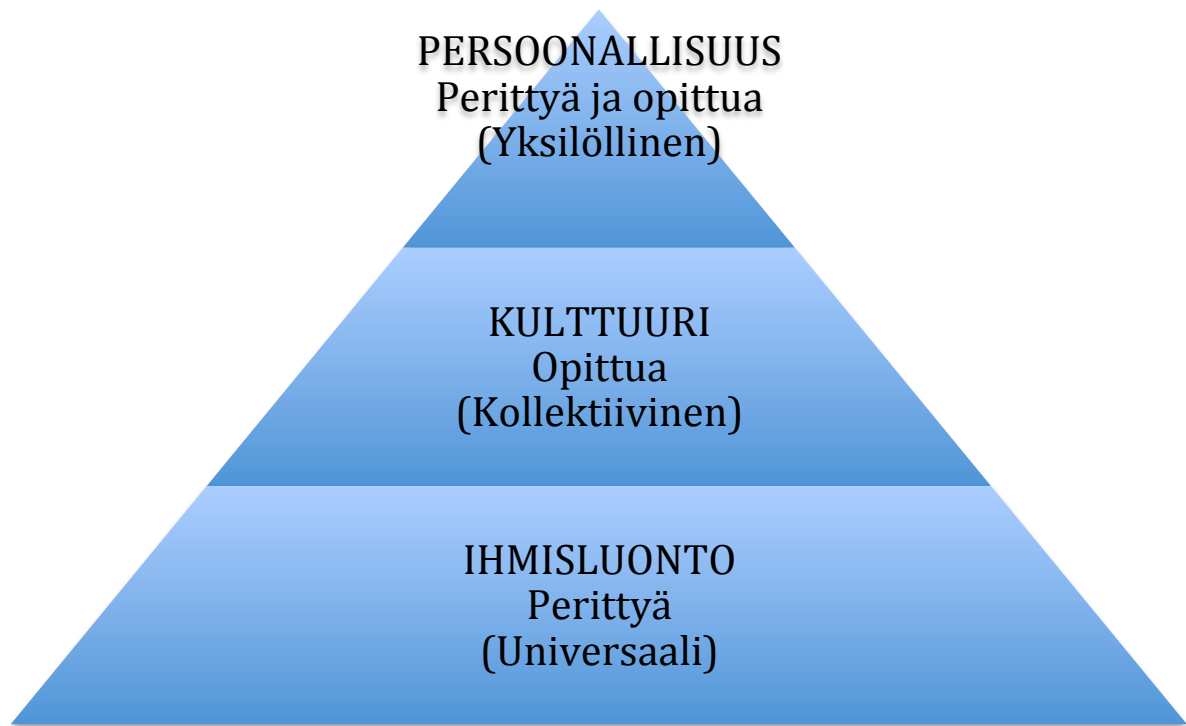 PERSOONALLISUUS
Perittyä ja opittua
(Yksilöllinen)
KULTTUURI
Opittua
(Kollektiivinen)
IHMISLUONTO
Perittyä
(Universaali)